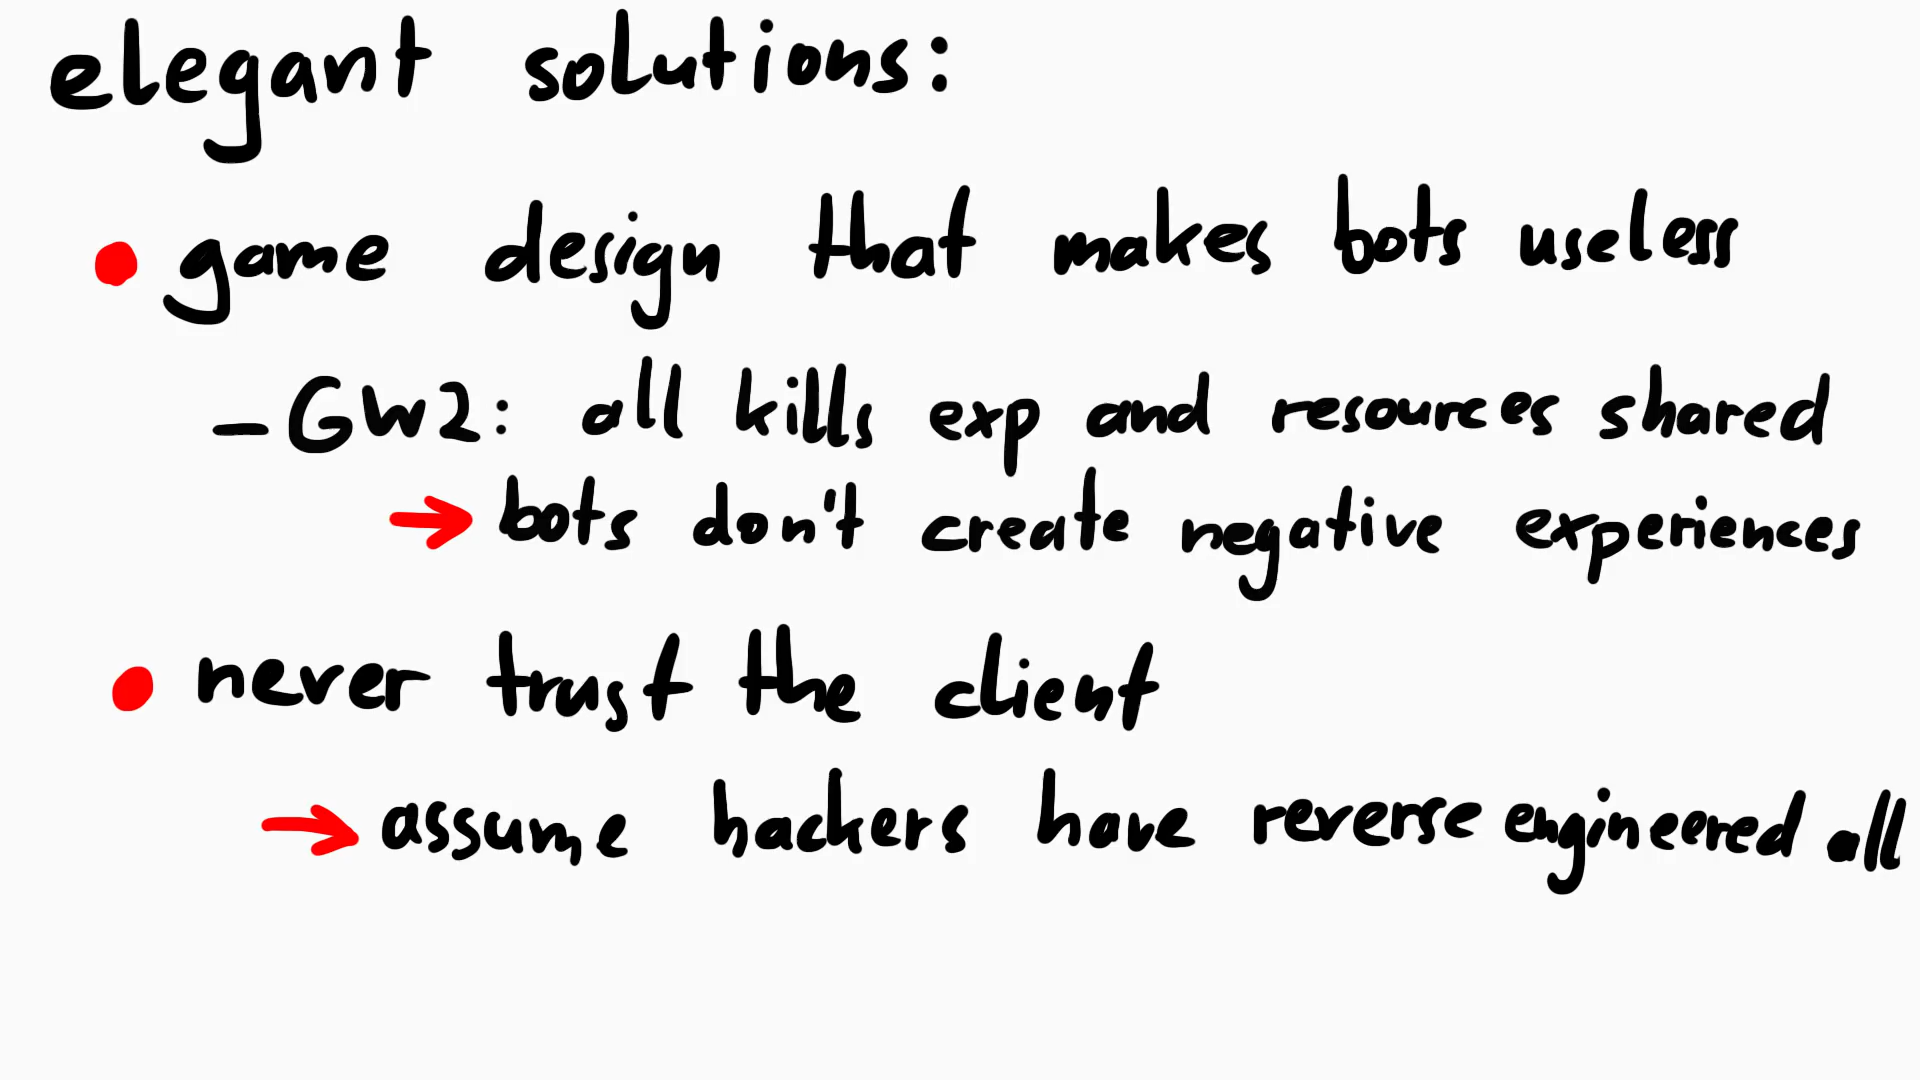 elegant solutions:
• game design that makes bots useless
- GW2: all kills exp and resources shared
→ bots don't create negative experiences
• never trust the client
→ assume hackers have reverse engineered all